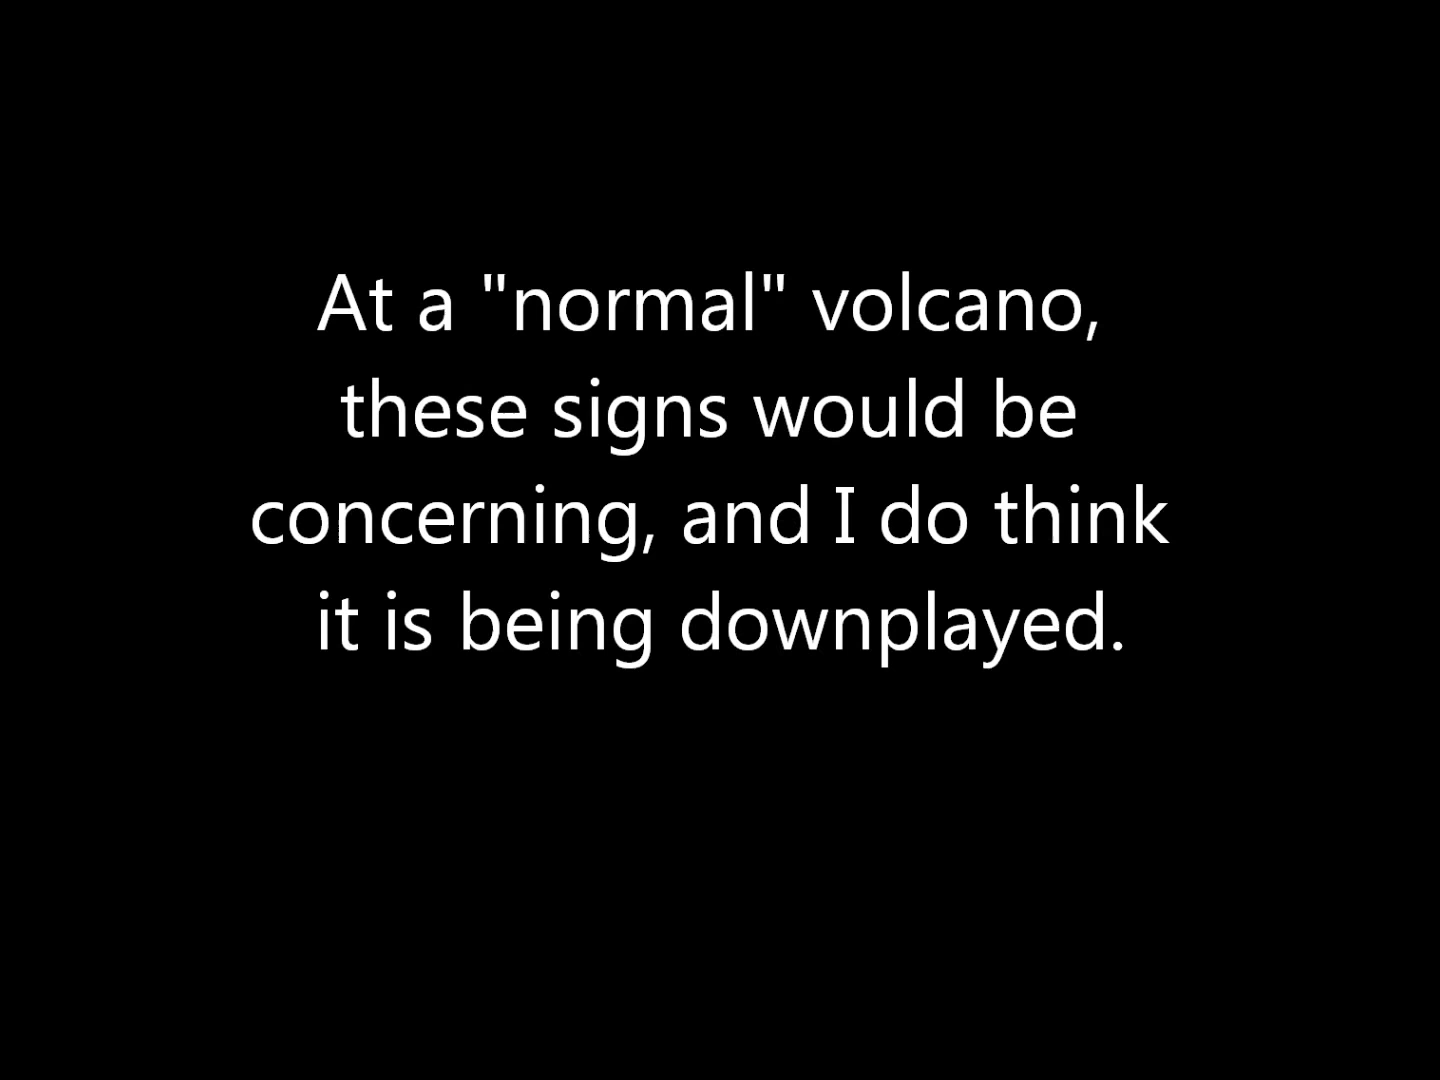 At a "normal" volcano,
these signs would be
concerning, and I do think
it is being downplayed.